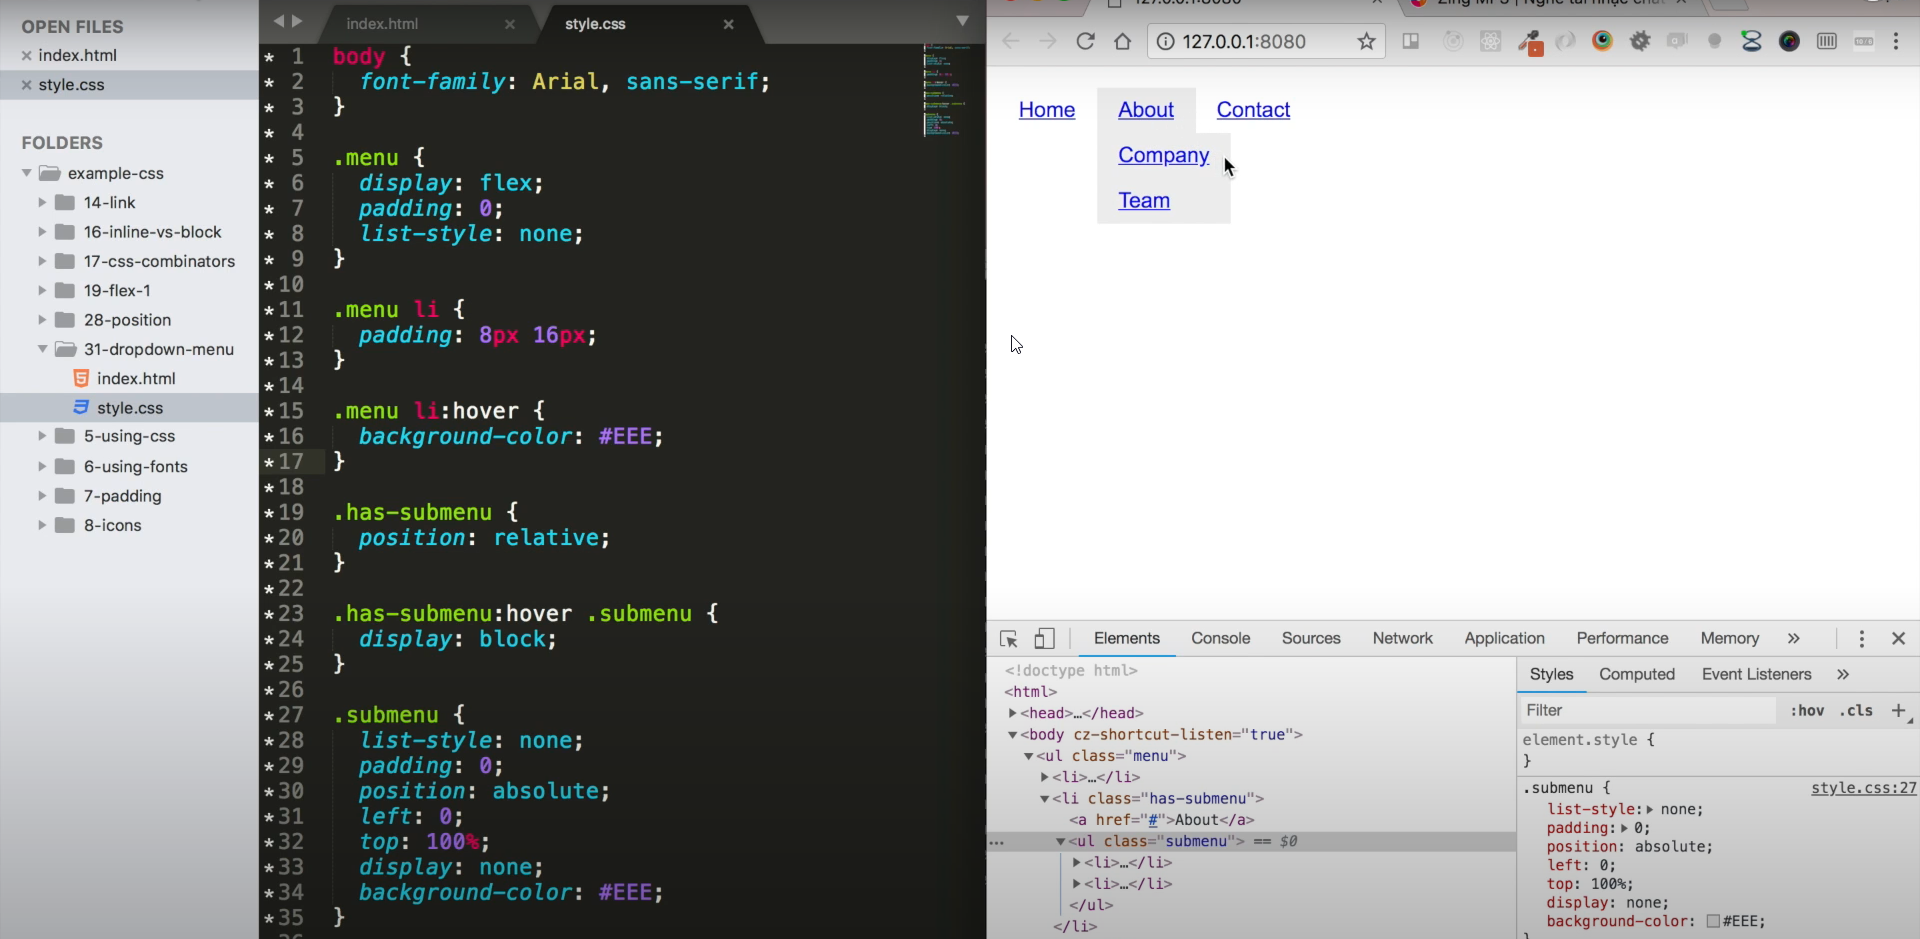 OPEN FILES
index.html
style.css
FOLDERS
example-css
14-link
16-inline-vs-block
17-css-combinators
19-flex-1
28-position
31-dropdown-menu
index.html
style.css
5-using-css
6-using-fonts
7-padding
8-icons
index.html
style.css
* 1 body {
* 2 font-family: Arial, sans-serif;
* 3 }
* 4
* 5 .menu {
* 6 display: flex;
* 7 padding: 0;
* 8 list-style: none;
* 9 }
*10
*11 .menu li {
*12 padding: 8px 16px;
*13 }
*14
*15 .menu li:hover {
*16 background-color: #EEE;
*17 }
*18
*19 .has-submenu {
*20 position: relative;
*21 }
*22
*23 .has-submenu:hover .submenu {
*24 display: block;
*25 }
*26
*27 .submenu {
*28 list-style: none;
*29 padding: 0;
*30 position: absolute;
*31 left: 0;
*32 top: 100%;
*33 display: none;
*34 background-color: #EEE;
*35 }
127.0.0.1:8080
Home About Contact
Company
Team
Elements Console Sources Network Application Performance Memory »
<!doctype html>
<html>
<head>…</head>
<body cz-shortcut-listen="true">
<ul class="menu">
<li>…</li>
<li class="has-submenu">
<a href="#">About</a>
<ul class="submenu"> == $0
<li>…</li>
<li>…</li>
</ul>
</li>
Styles Computed Event Listeners »
Filter :hov .cls +
element.style {
}
.submenu { style.css:27
list-style: none;
padding: 0;
position: absolute;
left: 0;
top: 100%;
display: none;
background-color: #EEE;